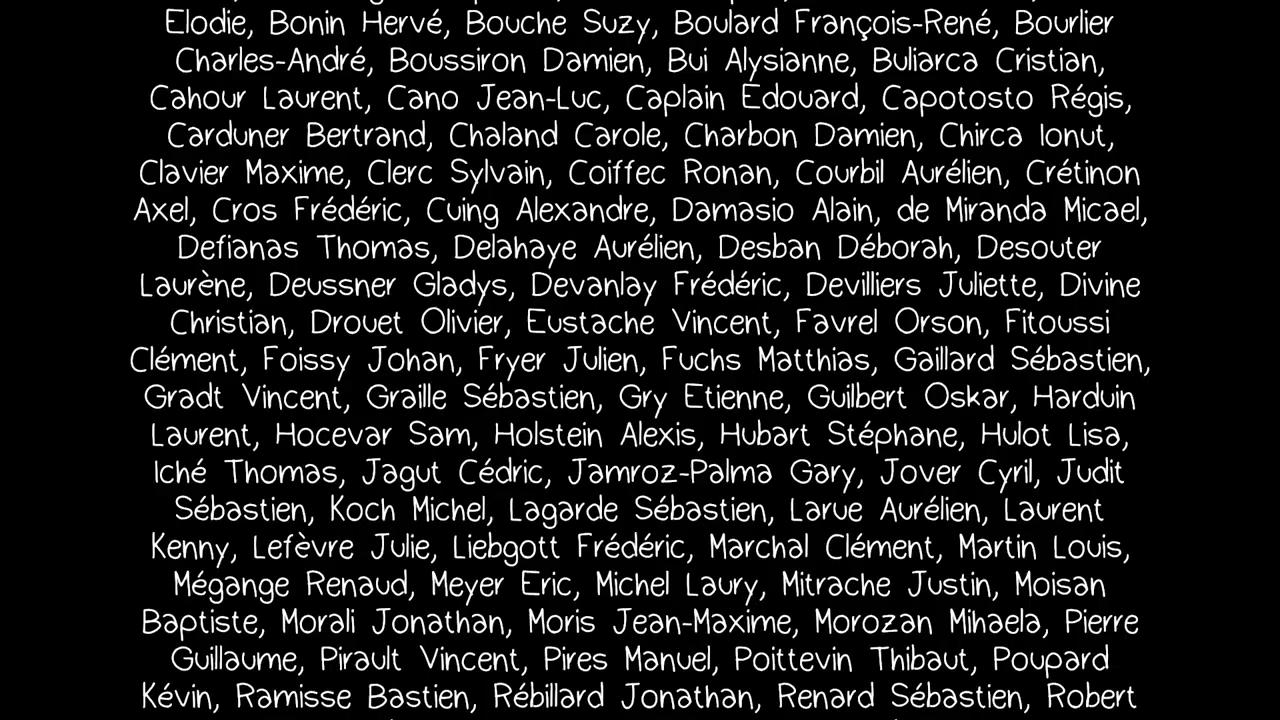 Elodie, Bonin Hervé, Bouche Suzy, Boulard François-René, Bourlier
Charles-André, Boussiron Damien, Bui Alysianne, Buliarca Cristian,
Cahour Laurent, Cano Jean-Luc, Caplain Édouard, Capotosto Régis,
Carduner Bertrand, Chaland Carole, Charbon Damien, Chirca Ionut,
Clavier Maxime, Clerc Sylvain, Coiffec Ronan, Courbil Aurélien, Crétinon
Axel, Cros Frédéric, Cuing Alexandre, Damasio Alain, de Miranda Micael,
Defianas Thomas, Delahaye Aurélien, Desban Déborah, Desouter
Laurène, Deussner Gladys, Devanlay Frédéric, Devilliers Juliette, Divine
Christian, Drouet Olivier, Eustache Vincent, Favrel Orson, Fitoussi
Clément, Foissy Johan, Fryer Julien, Fuchs Matthias, Gaillard Sébastien,
Gradt Vincent, Graille Sébastien, Gry Etienne, Guilbert Oskar, Harduin
Laurent, Hocevar Sam, Holstein Alexis, Hubart Stéphane, Hulot Lisa,
Iché Thomas, Jagut Cédric, Jamroz-Palma Gary, Jover Cyril, Judit
Sébastien, Koch Michel, Lagarde Sébastien, Larue Aurélien, Laurent
Kenny, Lefèvre Julie, Liebgott Frédéric, Marchal Clément, Martin Louis,
Mégange Renaud, Meyer Eric, Michel Laury, Mitrache Justin, Moisan
Baptiste, Morali Jonathan, Moris Jean-Maxime, Morozan Mihaela, Pierre
Guillaume, Pirault Vincent, Pires Manuel, Poittevin Thibaut, Poupard
Kévin, Ramisse Bastien, Rébillard Jonathan, Renard Sébastien, Robert